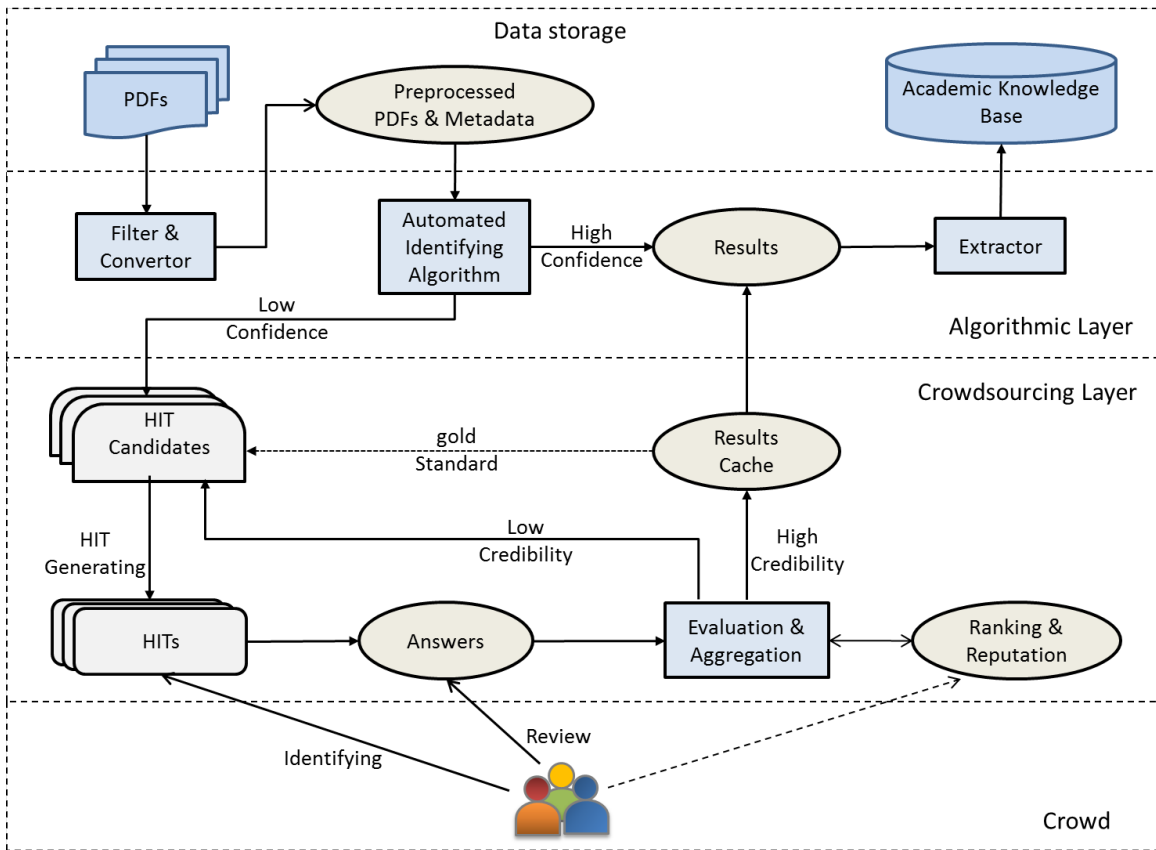 Data storage
PDFs
Preprocessed
PDFs & Metadata
Academic Knowledge
Base
Filter &
Convertor
Automated
Identifying
Algorithm
High
Confidence
Results
Extractor
Low
Confidence
Algorithmic Layer
Crowdsourcing Layer
HIT
Candidates
gold
Standard
Results
Cache
HIT
Generating
Low
Credibility
High
Credibility
HITs
Answers
Evaluation &
Aggregation
Ranking &
Reputation
Identifying
Review
Crowd